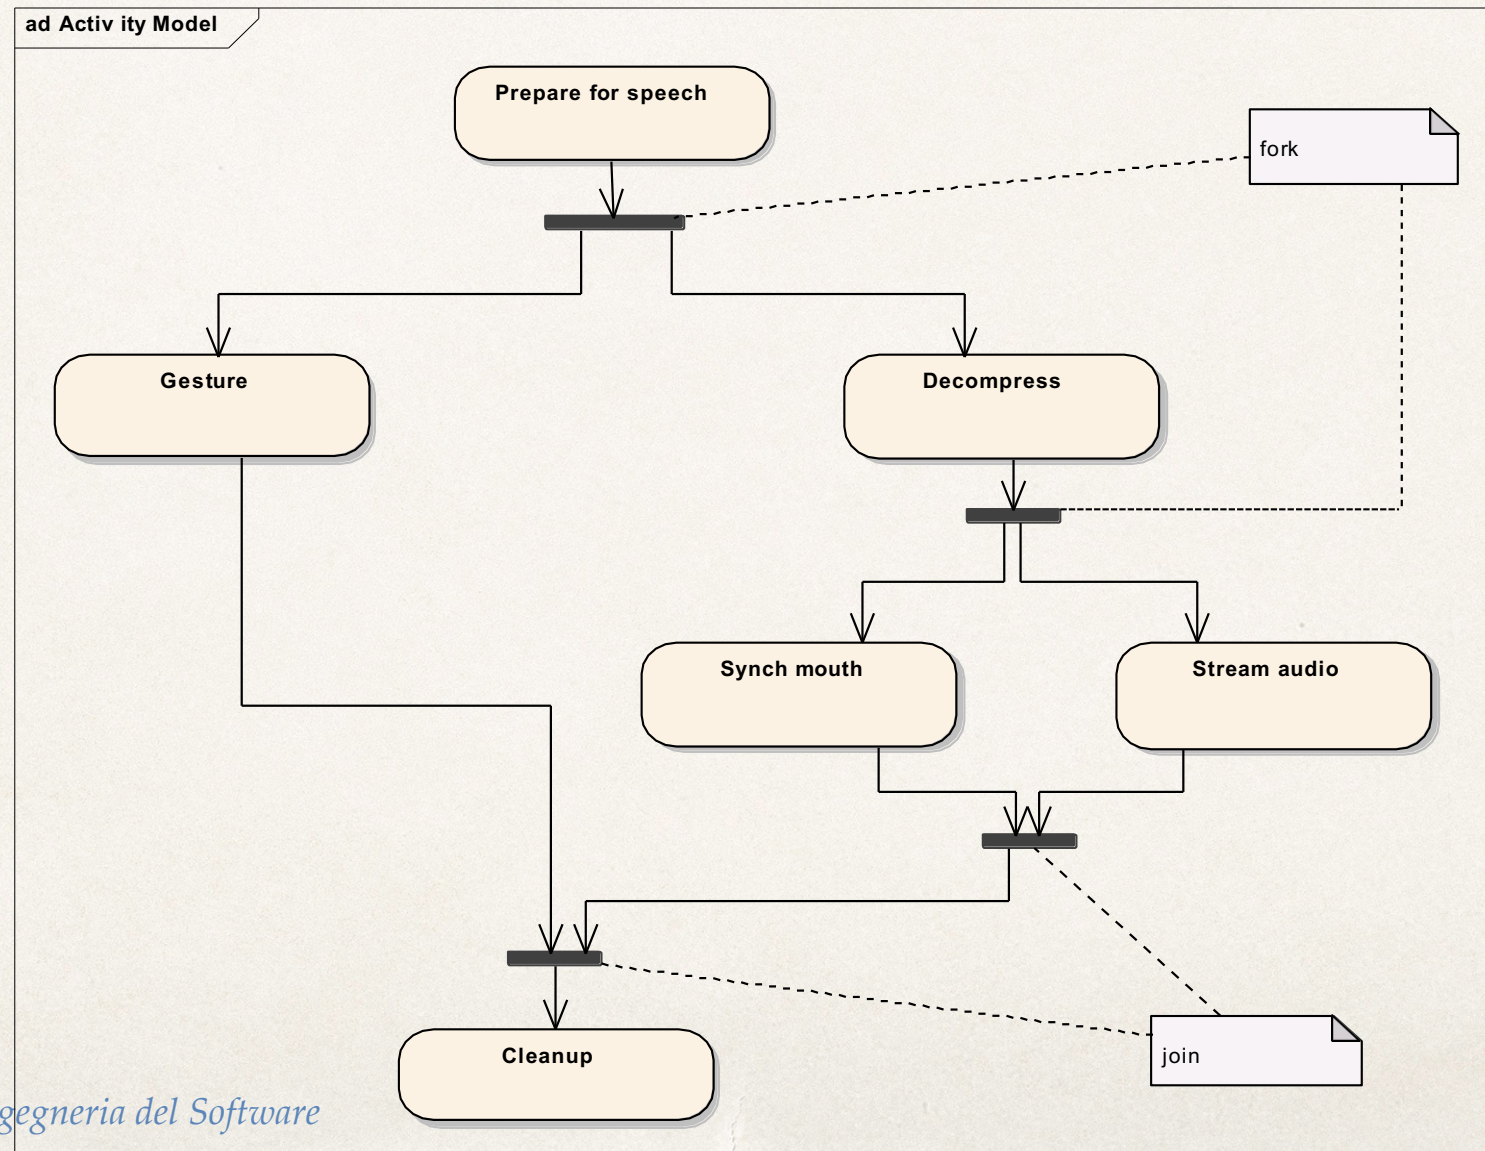 ad Activ ity Model
Prepare for speech
fork
Gesture
Decompress
Synch mouth
Stream audio
Cleanup
join
gegneria del Software